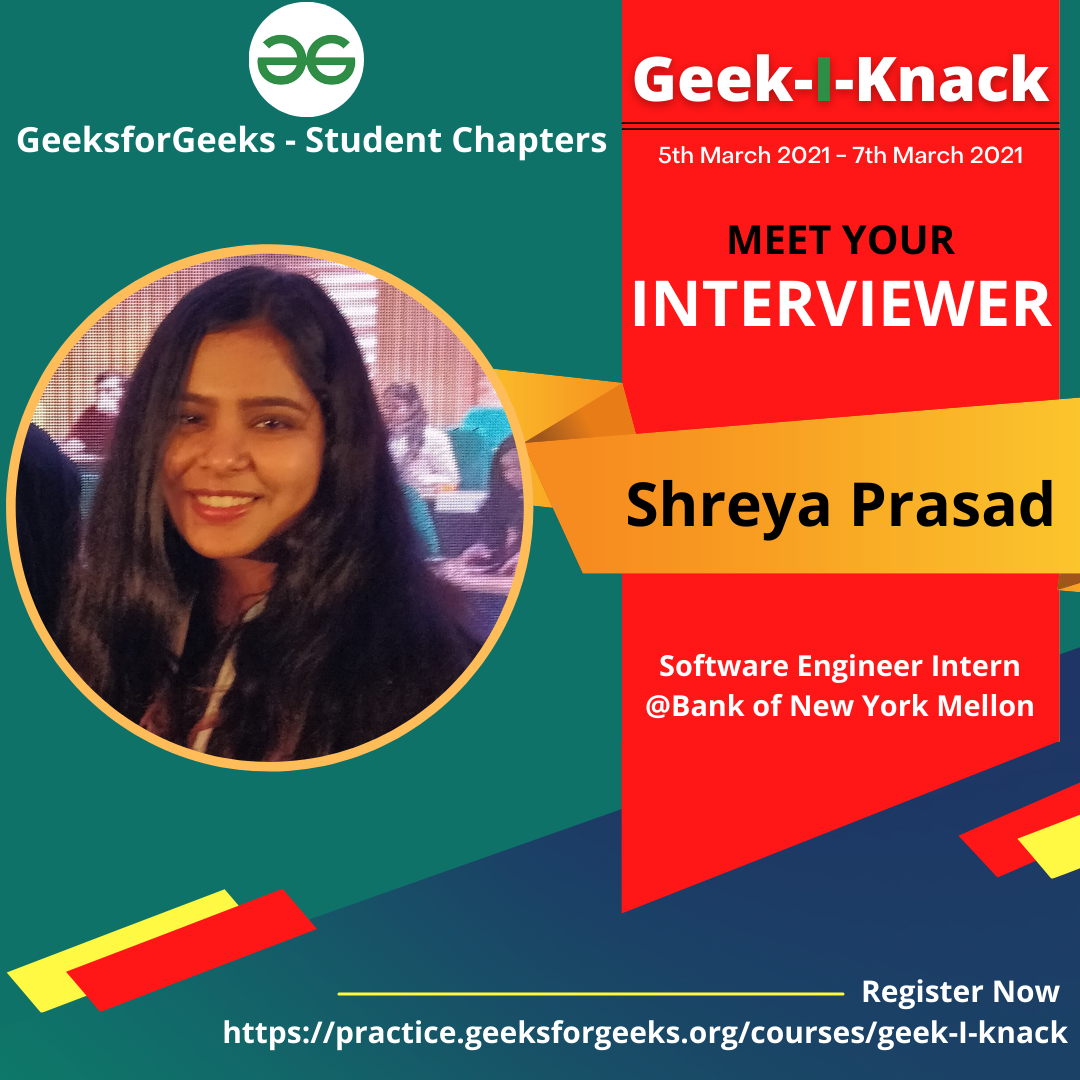 GeeksforGeeks - Student Chapters
Geek-I-Knack
5th March 2021 - 7th March 2021
MEET YOUR
INTERVIEWER
Shreya Prasad
Software Engineer Intern
@Bank of New York Mellon
Register Now
https://practice.geeksforgeeks.org/courses/geek-I-knack